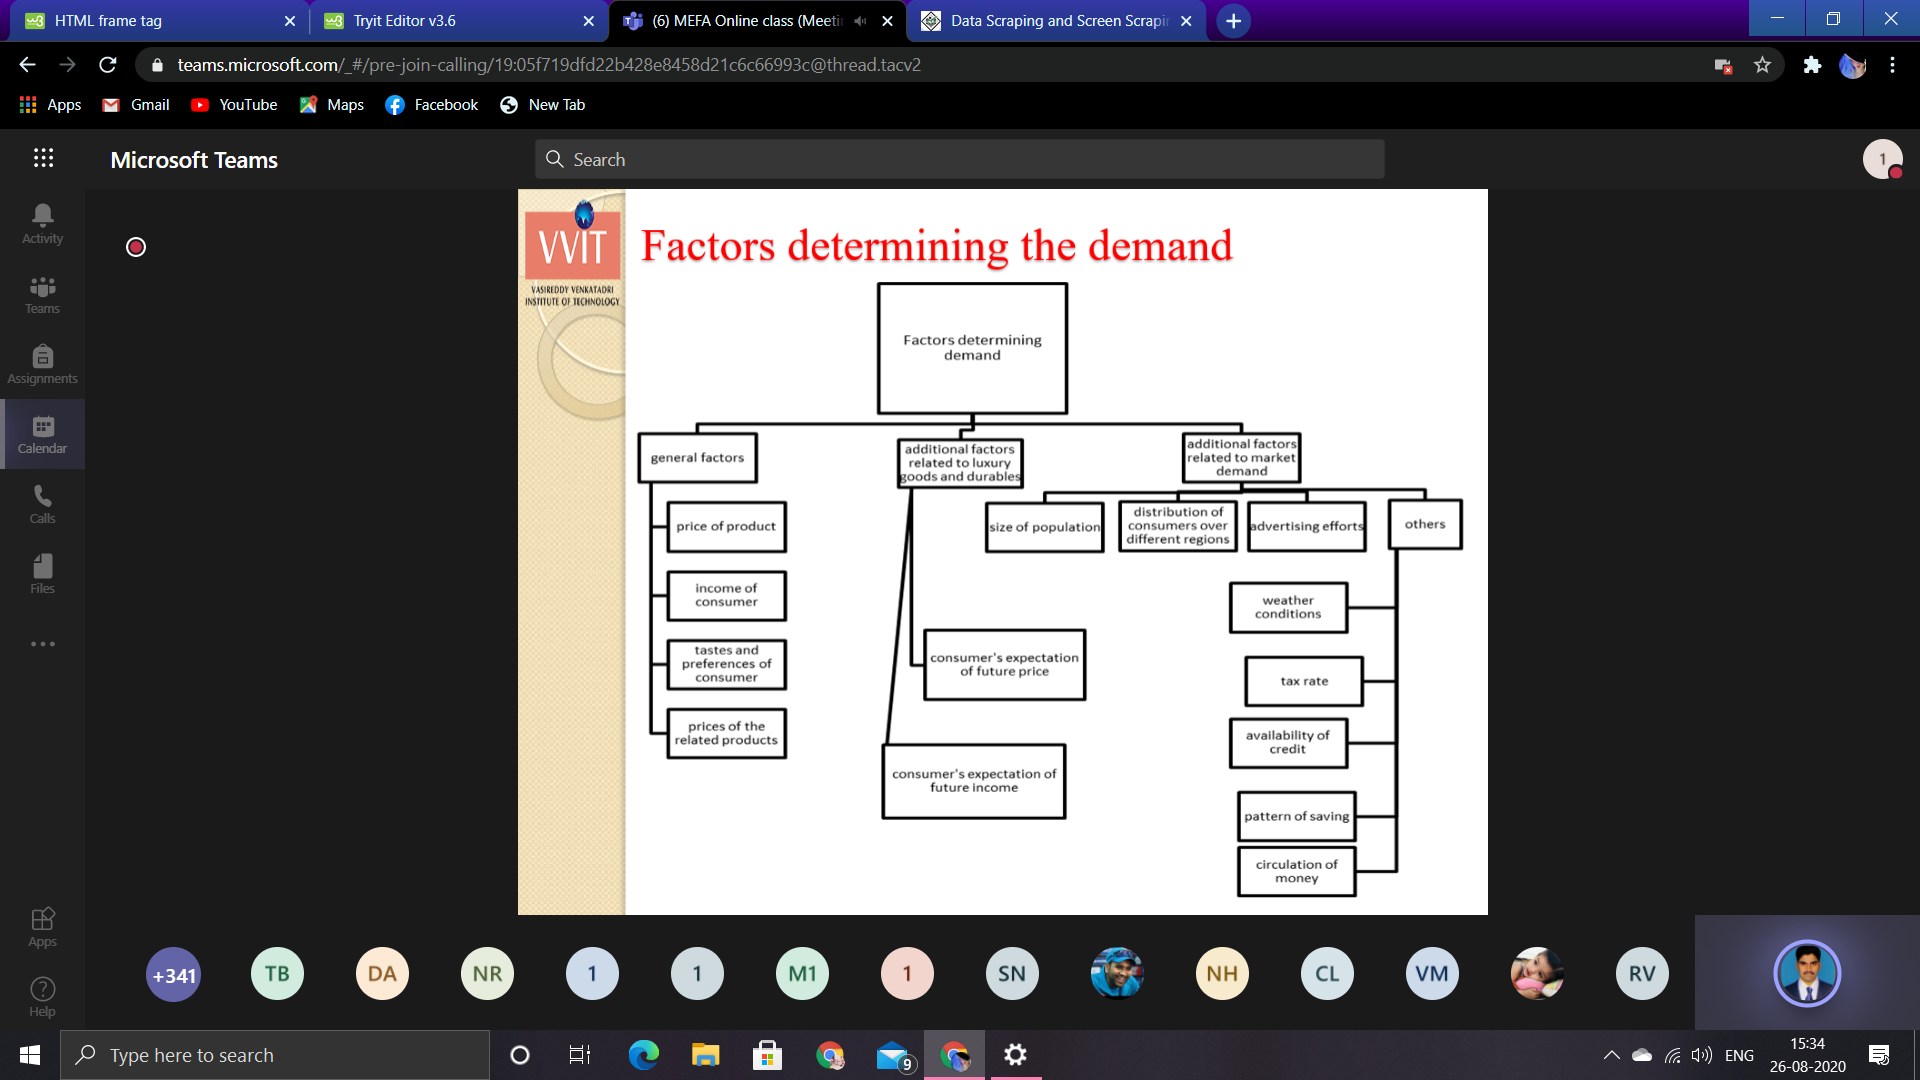 HTML frame tag
Tryit Editor v3.6
(6) MEFA Online class (Meeti
Data Scraping and Screen Scrapi
teams.microsoft.com/_#/pre-join-calling/19:05f719dfd22b428e8458d21c6c66993c@thread.tacv2
Apps
Gmail
YouTube
Maps
Facebook
New Tab
Microsoft Teams
Search
1
Activity
Teams
Assignments
Calendar
Calls
Files
Apps
Help
VVIT
VASIREDDY VENKATADRI
INSTITUTE OF TECHNOLOGY
Factors determining the demand
Factors determining
demand
general factors
price of product
income of
consumer
tastes and
preferences of
consumer
prices of the
related products
additional factors
related to luxury
goods and durables
consumer's expectation
of future price
consumer's expectation of
future income
additional factors
related to market
demand
size of population
distribution of
consumers over
different regions
advertising efforts
others
weather
conditions
tax rate
availability of
credit
pattern of saving
circulation of
money
+341
TB
DA
NR
1
1
M1
1
SN
NH
CL
VM
RV
Type here to search
9
ENG
15:34
26-08-2020